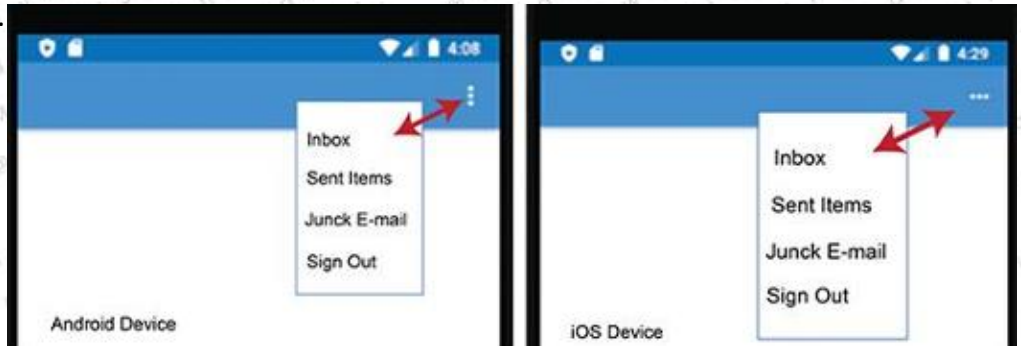 4:08
Inbox
Sent Items
Junck E-mail
Sign Out
Android Device
4:29
Inbox
Sent Items
Junck E-mail
Sign Out
iOS Device